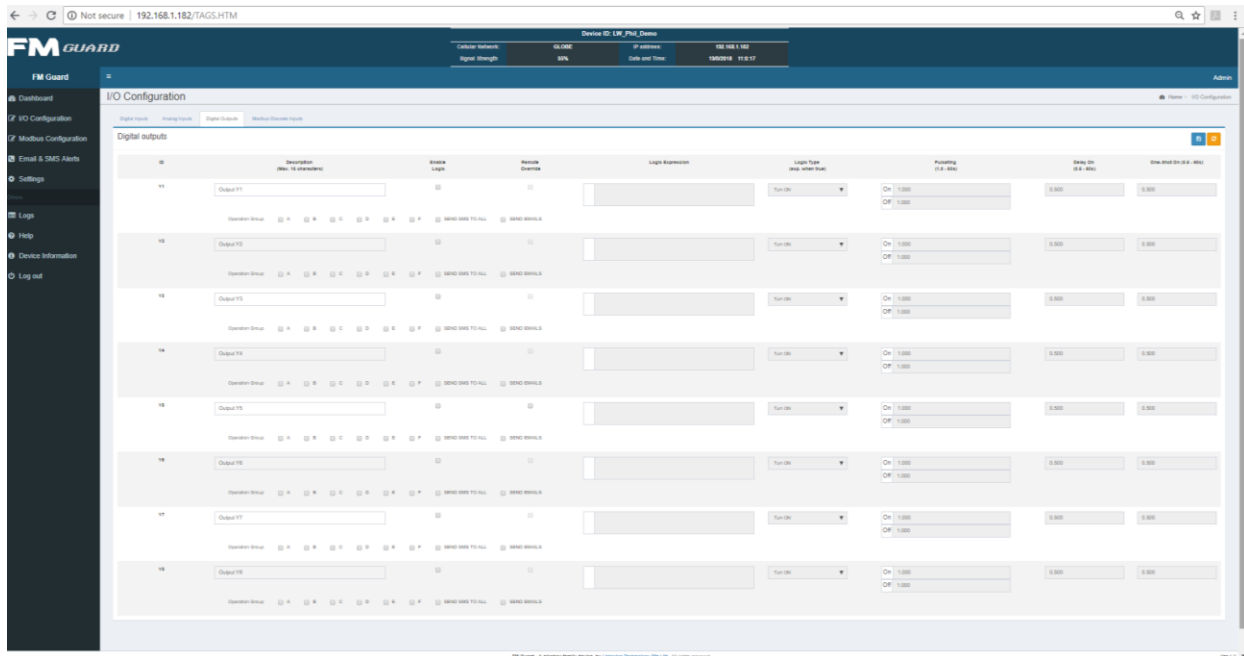 Not secure | 192.168.1.182/TAGS.HTM
FM GUARD
Device ID: LW_Phil_Demo
Cellular Network: GLOBE IP address: 192.168.1.182
Signal Strength: Date and Time:
FM Guard Admin
Dashboard
I/O Configuration
Modbus Configuration
Email & SMS Alerts
Settings
Logs
Help
Device Information
Log out
I/O Configuration
Home I/O Configuration
Digital Inputs Analog Inputs Digital Outputs Modbus Discrete Inputs
Digital outputs
ID Description (Max. 15 characters) Enable Logix Remote Override Logix Expression Logix Type (exp. when true) Pulsating Delay On One-Shot On
Y1 Output Y1 Turn ON On 1.000 0.500 0.500
Off 1.000
Operation Group: A B C D E F SEND SMS TO ALL SEND EMAILS
Y2 Output Y2 Turn ON On 1.000 0.500 0.500
Off 1.000
Operation Group: A B C D E F SEND SMS TO ALL SEND EMAILS
Y3 Output Y3 Turn ON On 1.000 0.500 0.500
Off 1.000
Operation Group: A B C D E F SEND SMS TO ALL SEND EMAILS
Y4 Output Y4 Turn ON On 1.000 0.500 0.500
Off 1.000
Operation Group: A B C D E F SEND SMS TO ALL SEND EMAILS
Output Y5 Turn ON On 1.000 0.500 0.500
Off 1.000
Operation Group: A B C D E F SEND SMS TO ALL SEND EMAILS
Output Y6 Turn ON On 1.000 0.500 0.500
Off 1.000
Operation Group: A B C D E F SEND SMS TO ALL SEND EMAILS
Y7 Output Y7 Turn ON On 1.000 0.500 0.500
Off 1.000
Operation Group: A B C D E F SEND SMS TO ALL SEND EMAILS
Turn ON On 1.000 0.500 0.500
Off 1.000
Operation Group: A B C D E F SEND SMS TO ALL SEND EMAILS